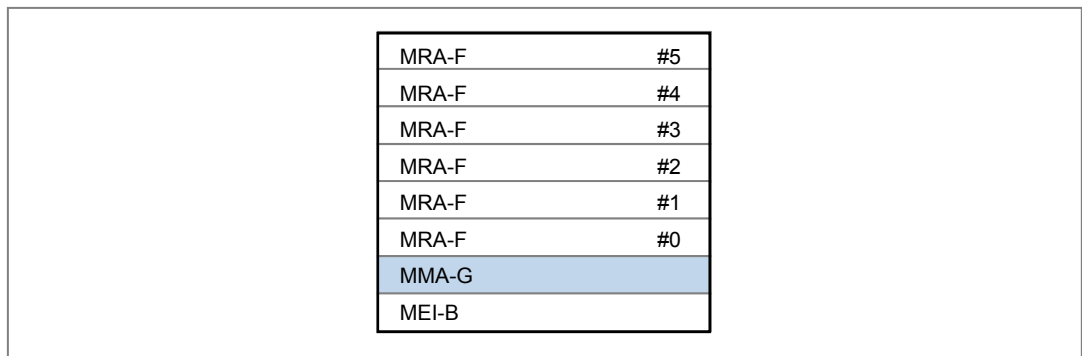 MRA-F #5
MRA-F #4
MRA-F #3
MRA-F #2
MRA-F #1
MRA-F #0
MMA-G
MEI-B